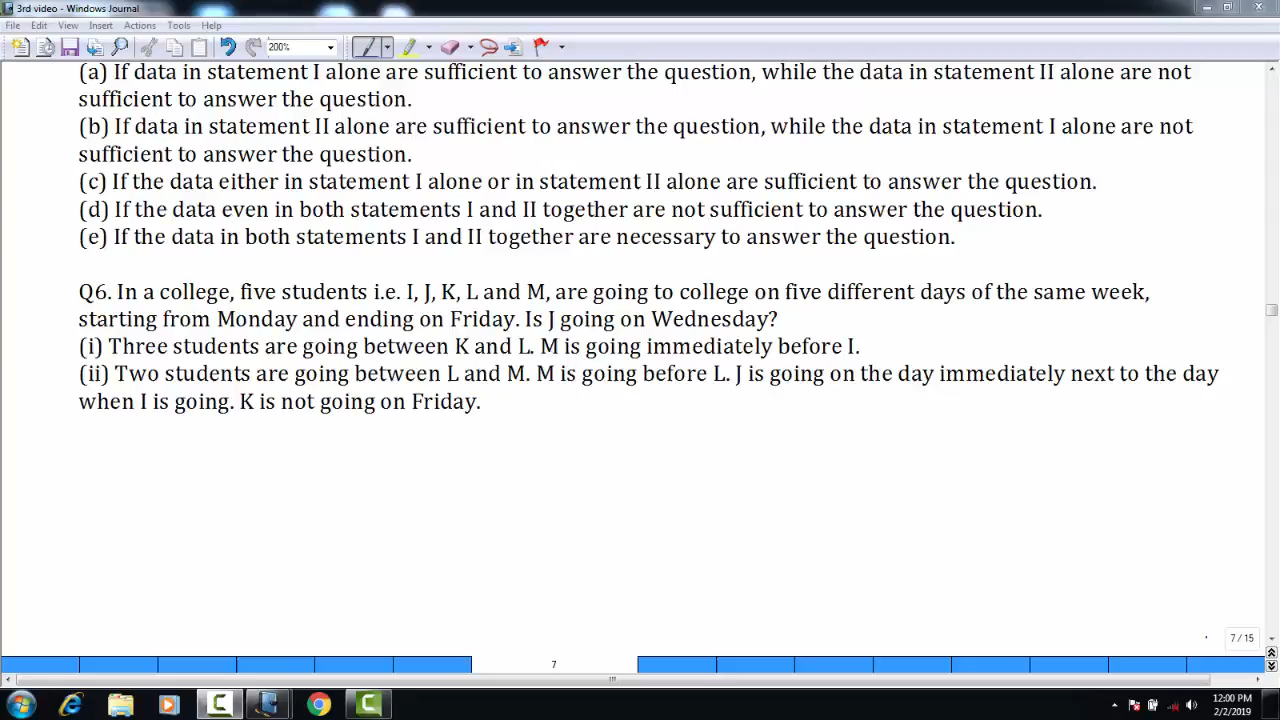 3rd video - Windows Journal
File Edit View Insert Actions Tools Help
200%
(a) If data in statement I alone are sufficient to answer the question, while the data in statement II alone are not
sufficient to answer the question.
(b) If data in statement II alone are sufficient to answer the question, while the data in statement I alone are not
sufficient to answer the question.
(c) If the data either in statement I alone or in statement II alone are sufficient to answer the question.
(d) If the data even in both statements I and II together are not sufficient to answer the question.
(e) If the data in both statements I and II together are necessary to answer the question.
Q6. In a college, five students i.e. I, J, K, L and M, are going to college on five different days of the same week,
starting from Monday and ending on Friday. Is J going on Wednesday?
(i) Three students are going between K and L. M is going immediately before I.
(ii) Two students are going between L and M. M is going before L. J is going on the day immediately next to the day
when I is going. K is not going on Friday.
7 / 15
7
12:00 PM
2/2/2019